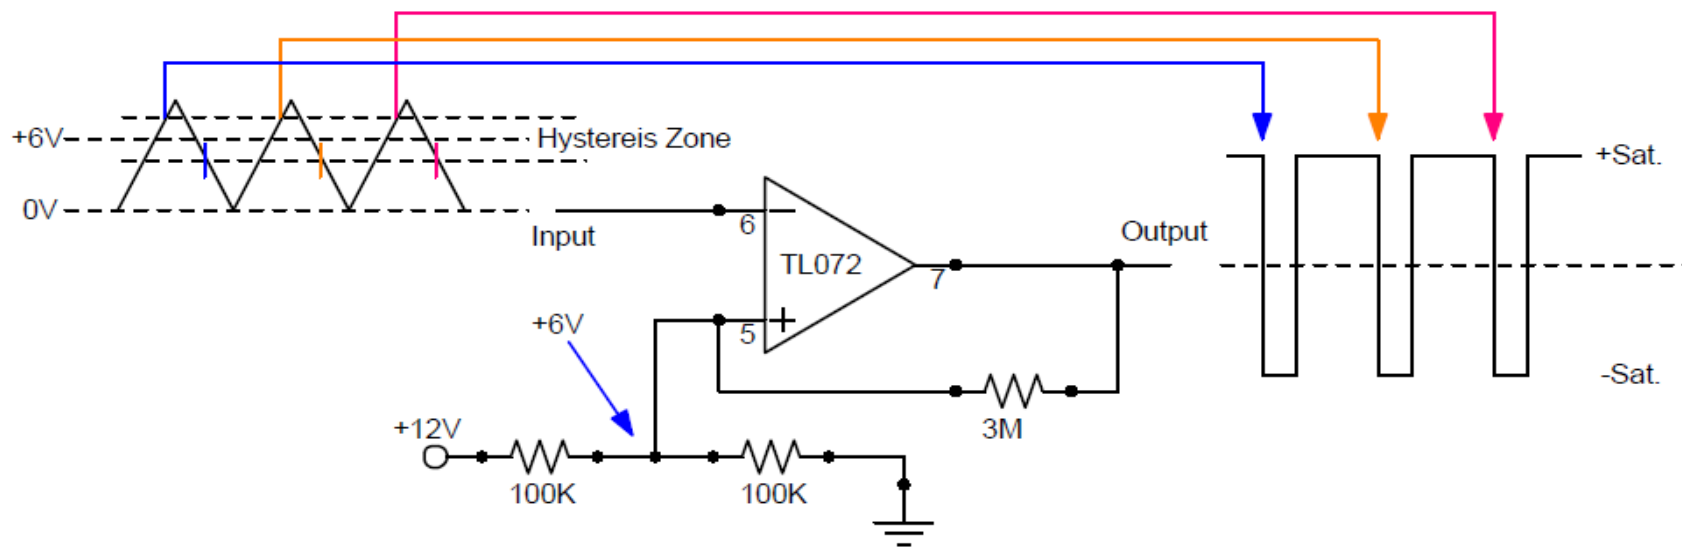 +6V
Hystereis Zone
0V
Input
6
TL072
7
Output
+Sat.
-Sat.
+6V
5
3M
+12V
100K
100K